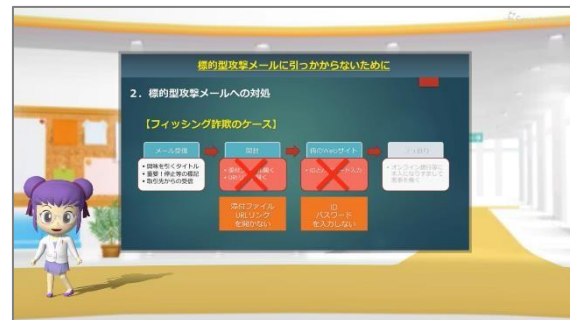 標的型攻撃メールに引っかからないために
2. 標的型攻撃メールへの対処
【フィッシング詐欺のケース】
メール受信
• 興味を引くタイトル
• 重要!停止等の標記
• 取引先からの受信
開封
偽のWebサイト
添付ファイル
URLリンク
を開かない
ID
パスワード
を入力しない